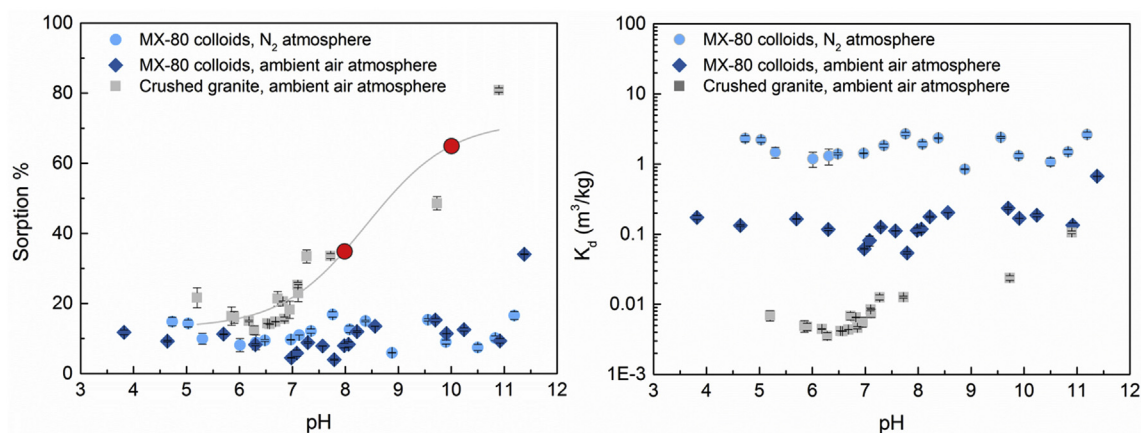 100
80
60
40
20
0
Sorption %
MX-80 colloids, N₂ atmosphere
MX-80 colloids, ambient air atmosphere
Crushed granite, ambient air atmosphere
3 4 5 6 7 8 9 10 11 12
pH
100
10
1
0.1
0.01
1E-3
K_d (m³/kg)
MX-80 colloids, N₂ atmosphere
MX-80 colloids, ambient air atmosphere
Crushed granite, ambient air atmosphere
3 4 5 6 7 8 9 10 11 12
pH